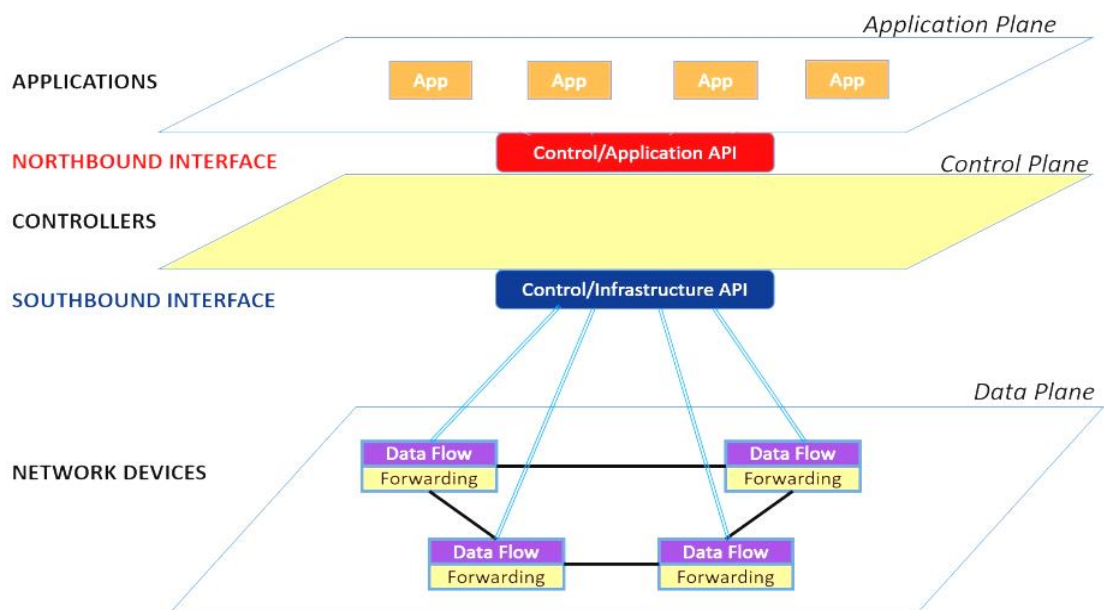 Application Plane
APPLICATIONS
App App App App
NORTHBOUND INTERFACE
Control/Application API
Control Plane
CONTROLLERS
SOUTHBOUND INTERFACE
Control/Infrastructure API
Data Plane
NETWORK DEVICES
Data Flow
Forwarding
Data Flow
Forwarding
Data Flow
Forwarding
Data Flow
Forwarding